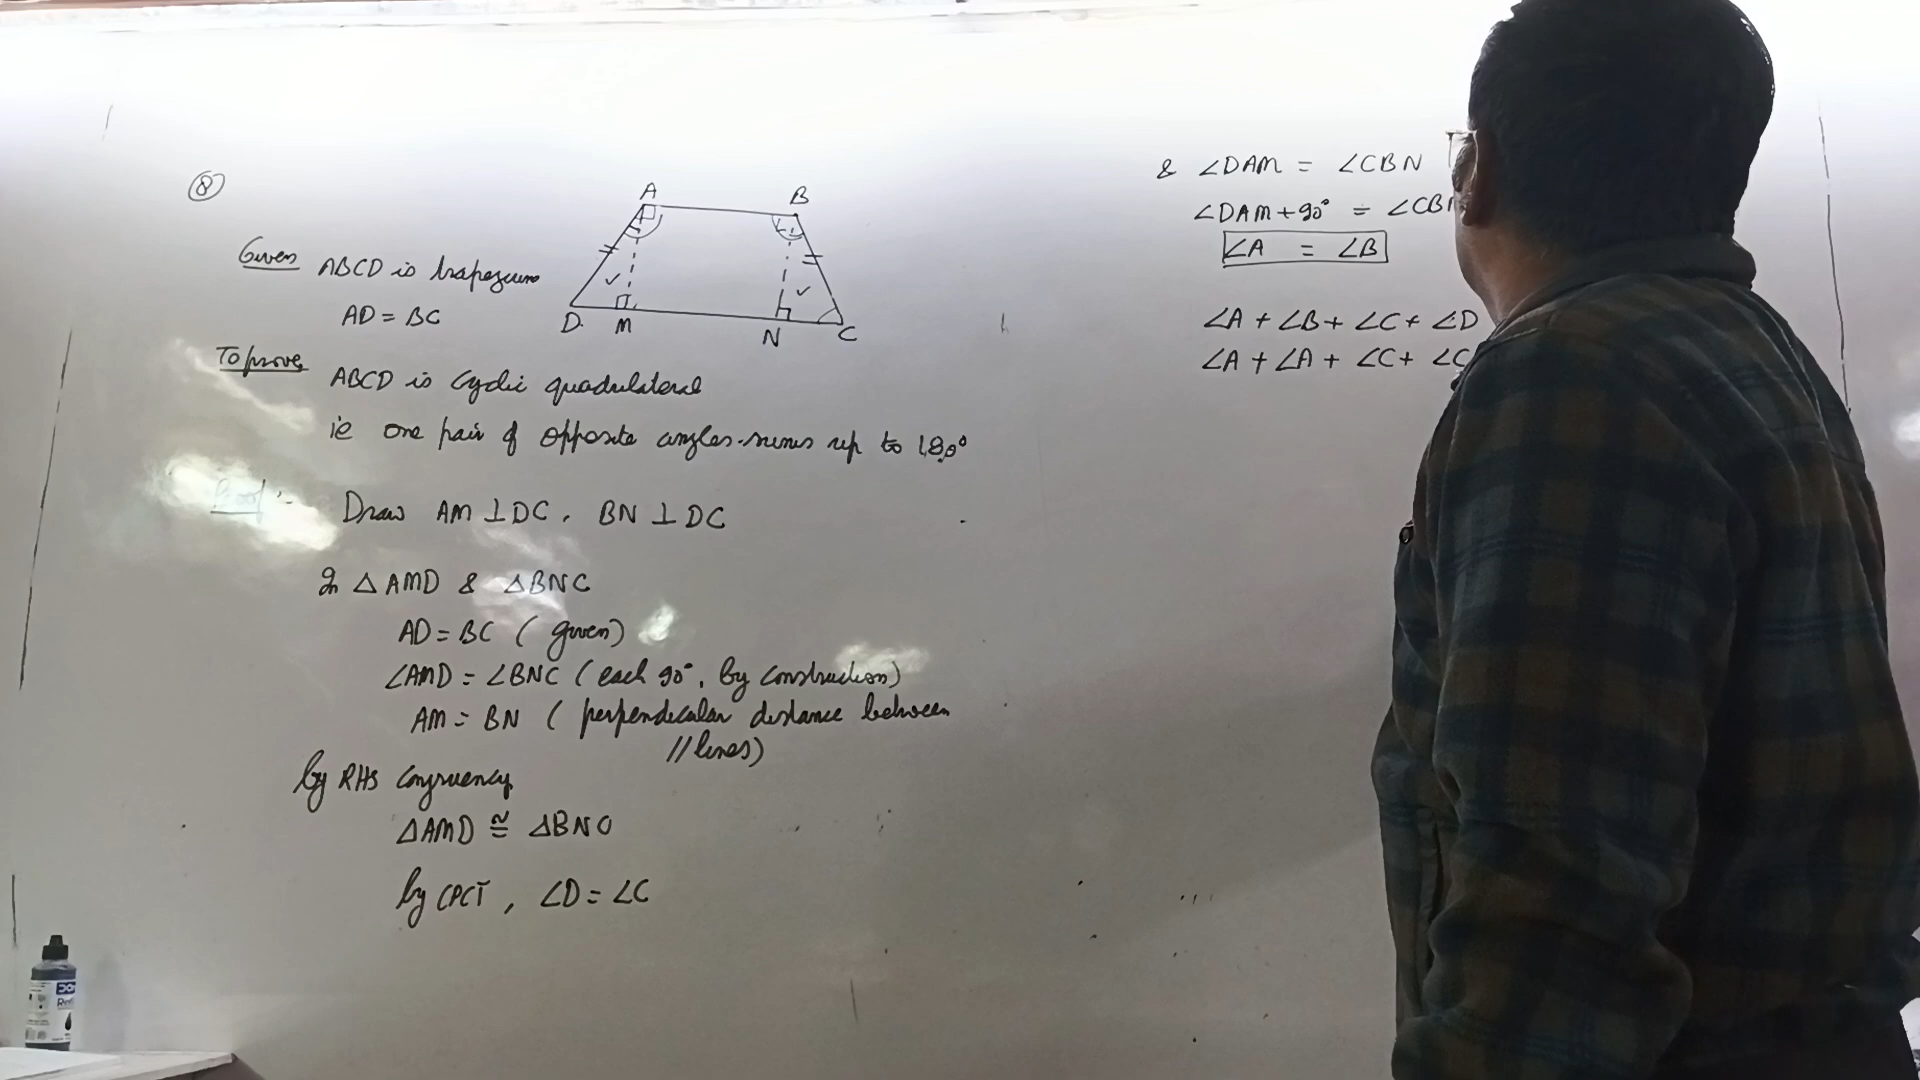 8
A B
Given ABCD is trapezium
AD = BC
D. M N C
To prove
ABCD is cyclic quadrilateral
ie one pair of opposite angles sums up to 180°
Proof :-
Draw AM ⊥ DC, BN ⊥ DC
In △AMD & △BNC
AD = BC (given)
∠AMD = ∠BNC (each 90°, by construction)
AM = BN (perpendicular distance between
// lines)
by RHS congruency
△AMD ≅ △BNC
by CPCT, ∠D = ∠C
& ∠DAM = ∠CBN
∠DAM + 90° = ∠CBN
∠A = ∠B
∠A + ∠B + ∠C + ∠D
∠A + ∠A + ∠C + ∠C